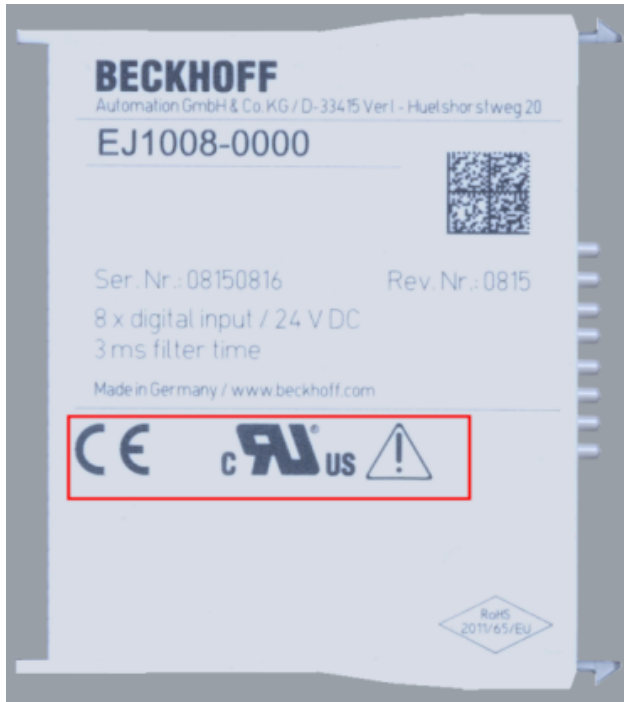 BECKHOFF
Automation GmbH & Co. KG / D-33415 Verl - Huelshorstweg 20
EJ1008-0000
Ser. Nr.: 08150816 Rev. Nr.: 0815
8 x digital input / 24 V DC
3 ms filter time
Made in Germany / www.beckhoff.com
CE c RU® US
RoHS
2011/65/EU